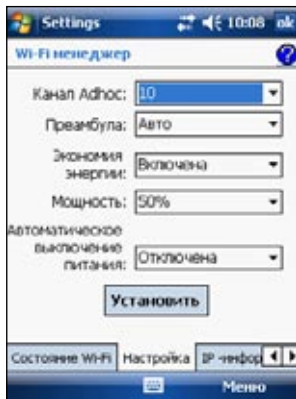 Settings 10:08 ok
Wi-Fi менеджер
Канал Adhoc: 10
Преамбула: Авто
Экономия
энергии: Включена
Мощность: 50%
Автоматическое
выключение
питания: Отключена
Установить
Состояние Wi-Fi Настройка IP -инфор
Меню